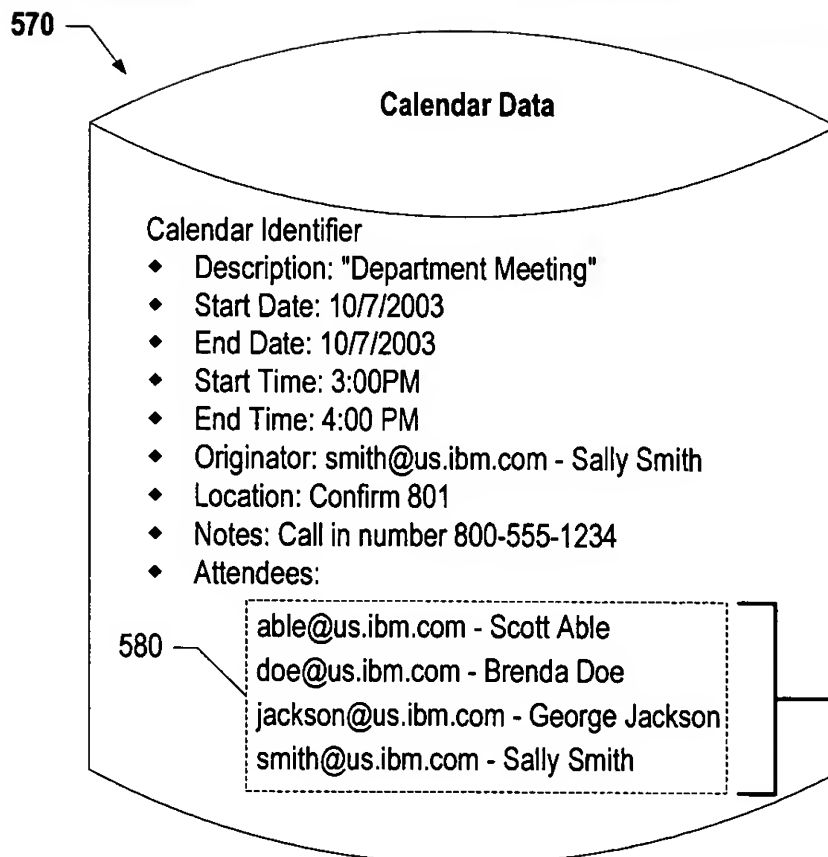 570
Calendar Data
Calendar Identifier
◆ Description: "Department Meeting"
◆ Start Date: 10/7/2003
◆ End Date: 10/7/2003
◆ Start Time: 3:00PM
◆ End Time: 4:00 PM
◆ Originator: smith@us.ibm.com - Sally Smith
◆ Location: Confirm 801
◆ Notes: Call in number 800-555-1234
◆ Attendees:
580
able@us.ibm.com - Scott Able
doe@us.ibm.com - Brenda Doe
jackson@us.ibm.com - George Jackson
smith@us.ibm.com - Sally Smith